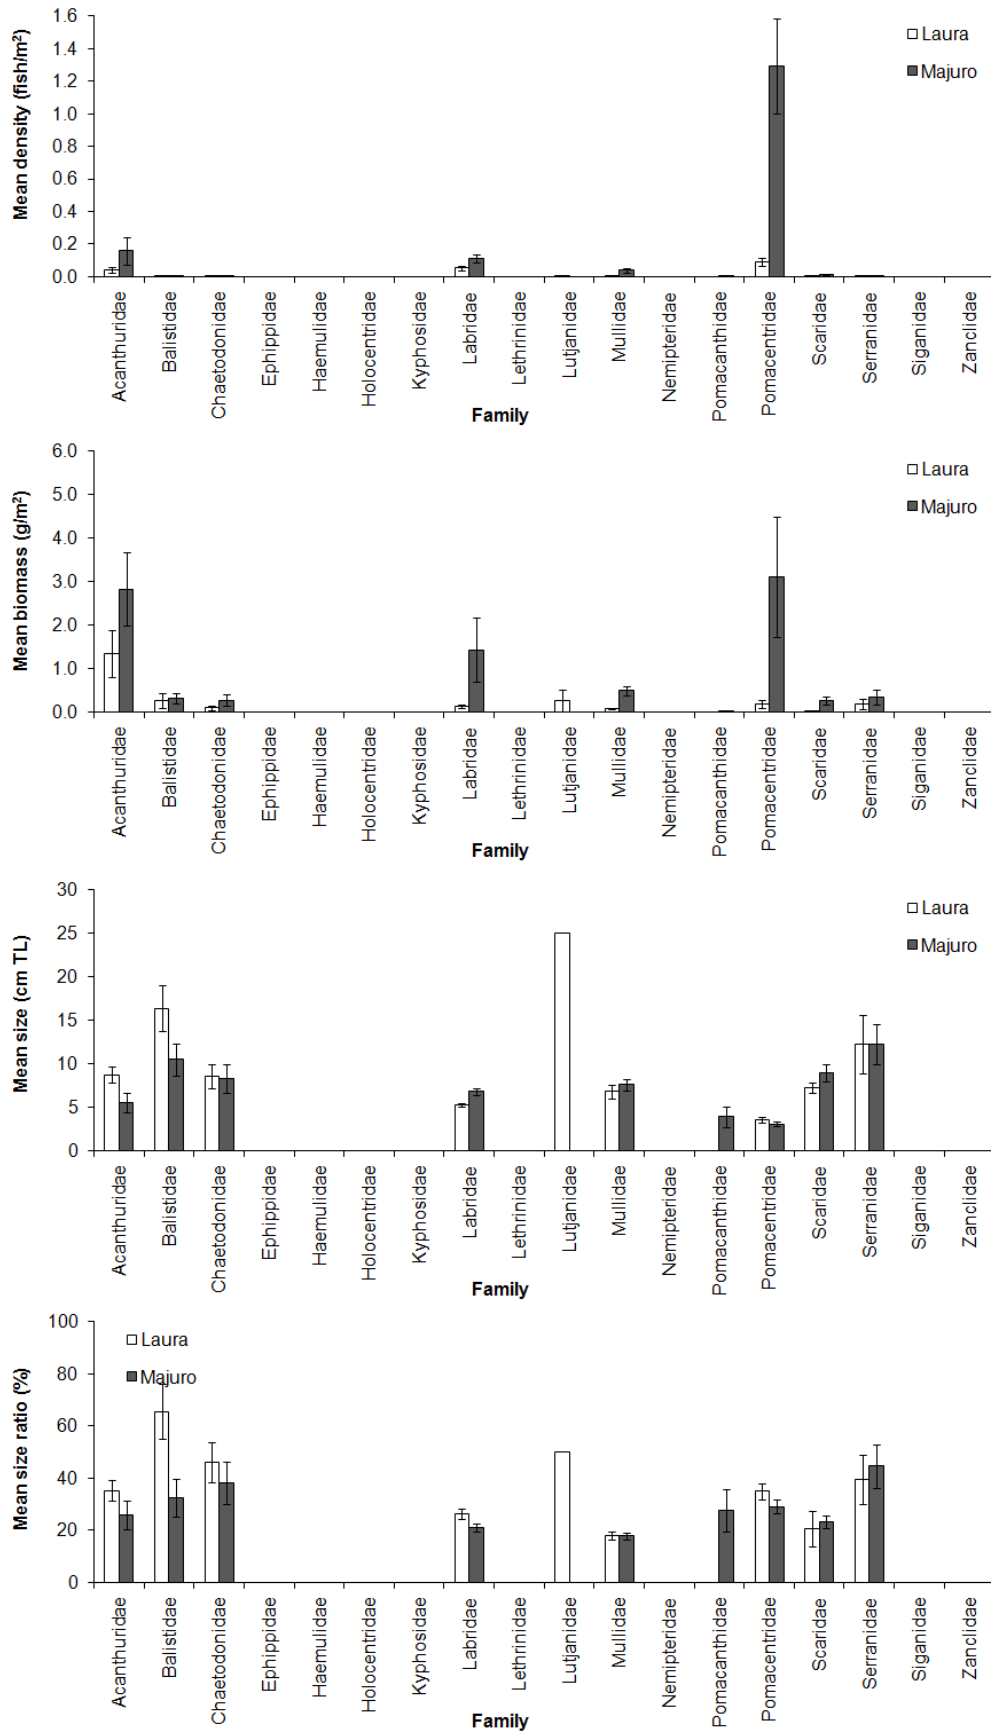 Mean density (fish/m²)
1.6
1.4
1.2
1.0
0.8
0.6
0.4
0.2
0.0
Laura
Majuro
Acanthuridae
Balistidae
Chaetodonidae
Ephippidae
Haemulidae
Holocentridae
Kyphosidae
Labridae
Lethrinidae
Lutjanidae
Mullidae
Nemipteridae
Pomacanthidae
Pomacentridae
Scaridae
Serranidae
Siganidae
Zanclidae
Family
Mean biomass (g/m²)
6.0
5.0
4.0
3.0
2.0
1.0
0.0
Laura
Majuro
Acanthuridae
Balistidae
Chaetodonidae
Ephippidae
Haemulidae
Holocentridae
Kyphosidae
Labridae
Lethrinidae
Lutjanidae
Mullidae
Nemipteridae
Pomacanthidae
Pomacentridae
Scaridae
Serranidae
Siganidae
Zanclidae
Family
Mean size (cm TL)
30
25
20
15
10
5
0
Laura
Majuro
Acanthuridae
Balistidae
Chaetodonidae
Ephippidae
Haemulidae
Holocentridae
Kyphosidae
Labridae
Lethrinidae
Lutjanidae
Mullidae
Nemipteridae
Pomacanthidae
Pomacentridae
Scaridae
Serranidae
Siganidae
Zanclidae
Family
Mean size ratio (%)
100
80
60
40
20
0
Laura
Majuro
Acanthuridae
Balistidae
Chaetodonidae
Ephippidae
Haemulidae
Holocentridae
Kyphosidae
Labridae
Lethrinidae
Lutjanidae
Mullidae
Nemipteridae
Pomacanthidae
Pomacentridae
Scaridae
Serranidae
Siganidae
Zanclidae
Family